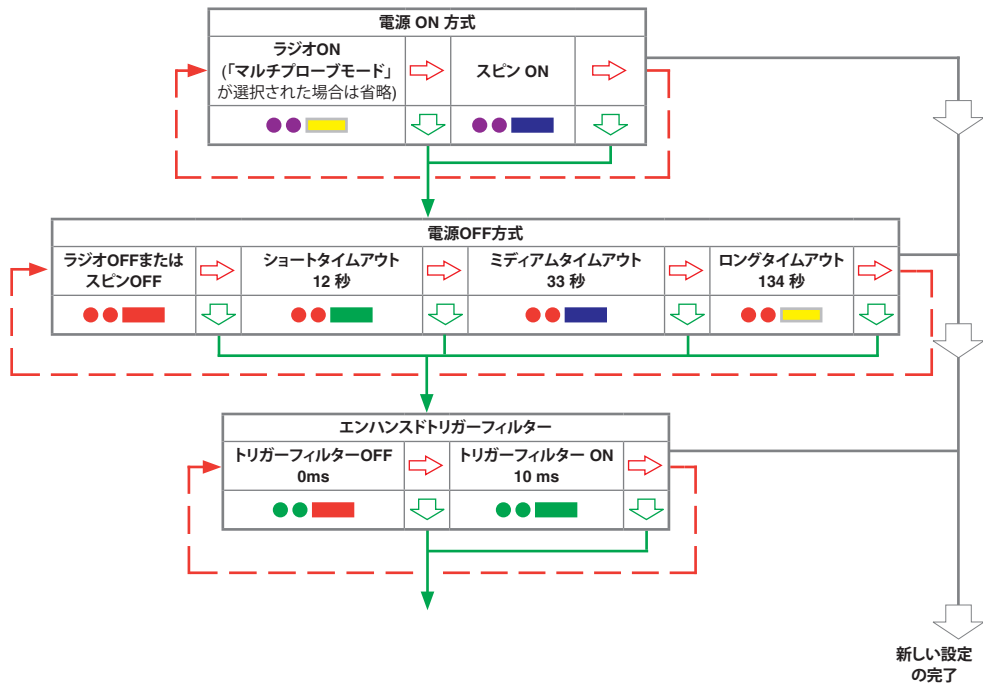 電源 ON 方式
ラジオON
(「マルチプローブモード」
が選択された場合は省略)
スピン ON
電源OFF方式
ラジオOFFまたは
スピンOFF
ショートタイムアウト
12 秒
ミディアムタイムアウト
33 秒
ロングタイムアウト
134 秒
エンハンスドトリガーフィルター
トリガーフィルターOFF
0ms
トリガーフィルター ON
10 ms
新しい設定
の完了